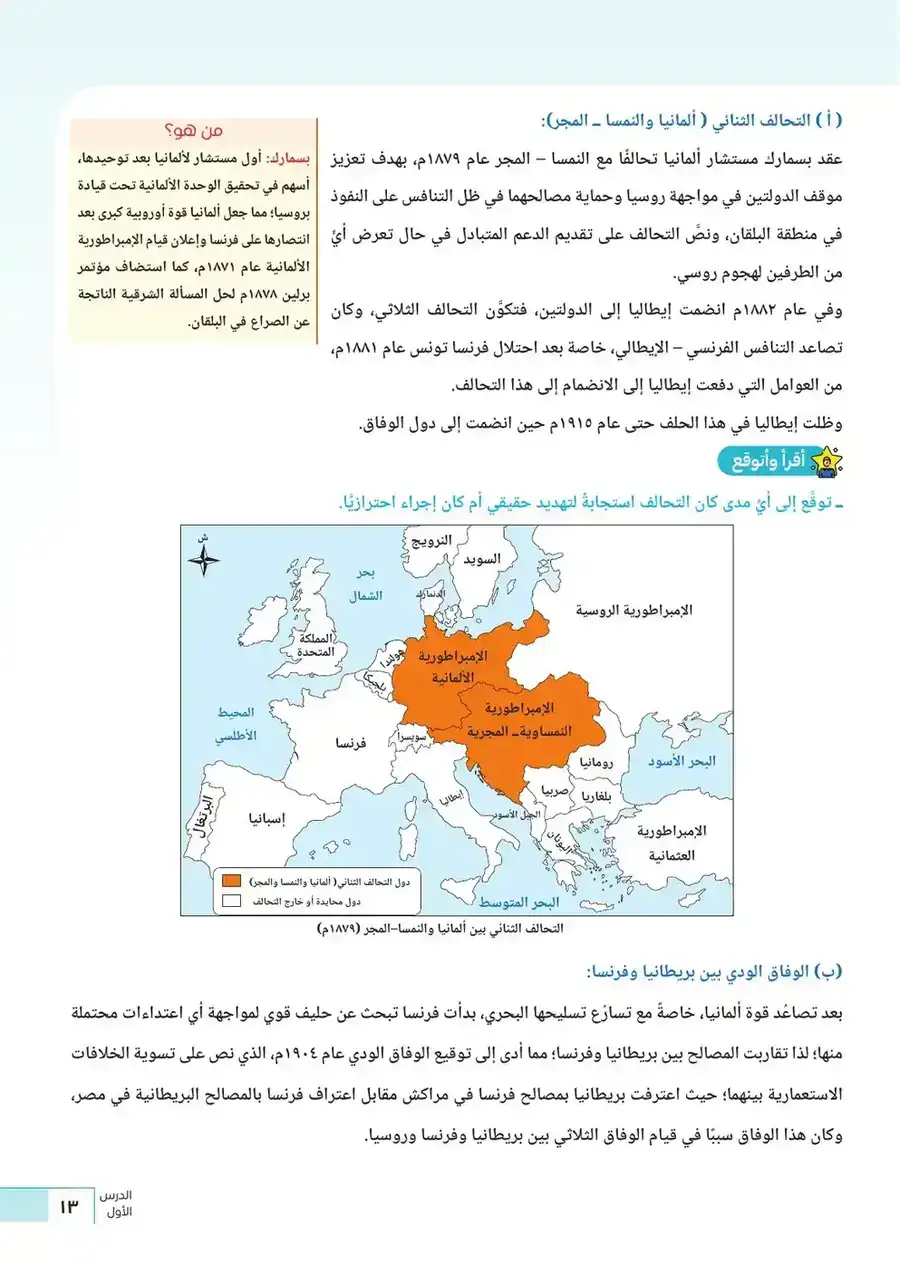 ( أ ) التحالف الثنائي ( ألمانيا والنمسا ــ المجر):
عقد بسمارك مستشار ألمانيا تحالفًا مع النمسا – المجر عام ١٨٧٩م، بهدف تعزيز
موقف الدولتين في مواجهة روسيا وحماية مصالحهما في ظل التنافس على النفوذ
في منطقة البلقان، ونصَّ التحالف على تقديم الدعم المتبادل في حال تعرض أيٍّ
من الطرفين لهجوم روسي.
وفي عام ١٨٨٢م انضمت إيطاليا إلى الدولتين، فتكوَّن التحالف الثلاثي، وكان
تصاعد التنافس الفرنسي – الإيطالي، خاصة بعد احتلال فرنسا تونس عام ١٨٨١م،
من العوامل التي دفعت إيطاليا إلى الانضمام إلى هذا التحالف.
وظلت إيطاليا في هذا الحلف حتى عام ١٩١٥م حين انضمت إلى دول الوفاق.
من هو؟
بسمارك: أول مستشار لألمانيا بعد توحيدها،
أسهم في تحقيق الوحدة الألمانية تحت قيادة
بروسيا؛ مما جعل ألمانيا قوة أوروبية كبرى بعد
انتصارها على فرنسا وإعلان قيام الإمبراطورية
الألمانية عام ١٨٧١م، كما استضاف مؤتمر
برلين ١٨٧٨م لحل المسألة الشرقية الناتجة
عن الصراع في البلقان.
أقرأ وأتوقع
ــ توقَّع إلى أيِّ مدى كان التحالف استجابةً لتهديد حقيقي أم كان إجراء احترازيًّا.
ش
النرويج
السويد
بحر
الشمال
الدنمارك
الإمبراطورية الروسية
المملكة
المتحدة
هولندا
بلجيكا
الإمبراطورية
الألمانية
الإمبراطورية
النمساوية ــ المجرية
المحيط
الأطلسي
فرنسا
سويسرا
رومانيا
البحر الأسود
إيطاليا
صربيا
بلغاريا
الجبل الأسود
البرتغال
إسبانيا
اليونان
الإمبراطورية
العثمانية
البحر المتوسط
دول التحالف الثنائي( ألمانيا والنمسا والمجر)
دول محايدة أو خارج التحالف
التحالف الثنائي بين ألمانيا والنمسا–المجر (١٨٧٩م)
(ب) الوفاق الودي بين بريطانيا وفرنسا:
بعد تصاعُد قوة ألمانيا، خاصةً مع تسارُع تسليحها البحري، بدأت فرنسا تبحث عن حليف قوي لمواجهة أي اعتداءات محتملة
منها؛ لذا تقاربت المصالح بين بريطانيا وفرنسا؛ مما أدى إلى توقيع الوفاق الودي عام ١٩٠٤م، الذي نص على تسوية الخلافات
الاستعمارية بينهما؛ حيث اعترفت بريطانيا بمصالح فرنسا في مراكش مقابل اعتراف فرنسا بالمصالح البريطانية في مصر،
وكان هذا الوفاق سببًا في قيام الوفاق الثلاثي بين بريطانيا وفرنسا وروسيا.
الدرس
الأول
١٣